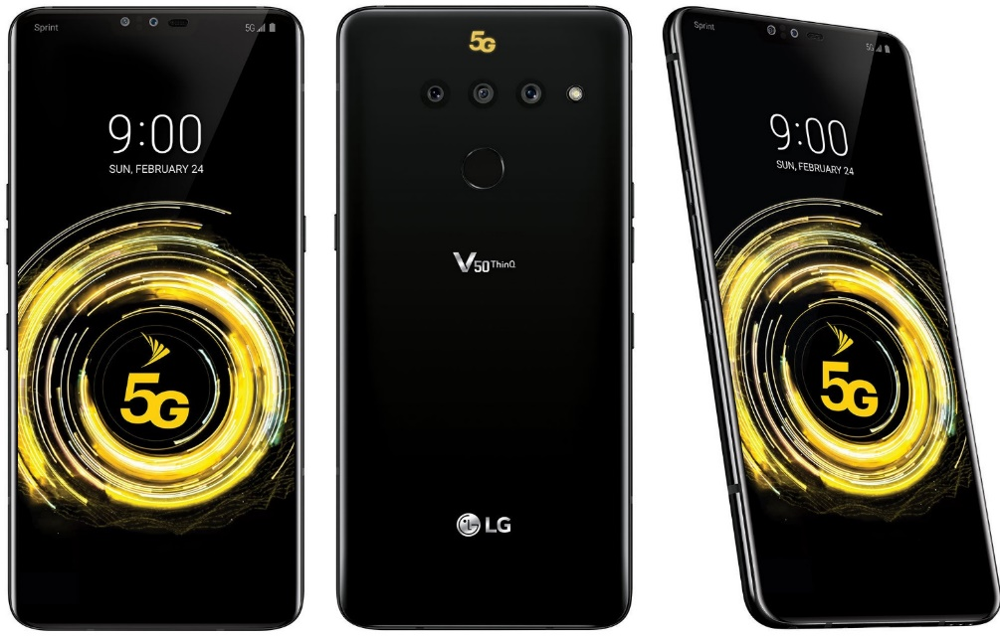 Sprint
5G
9:00
SUN, FEBRUARY 24
5G
5G
V50 ThinQ
LG
Sprint
5G
9:00
SUN, FEBRUARY 24
5G